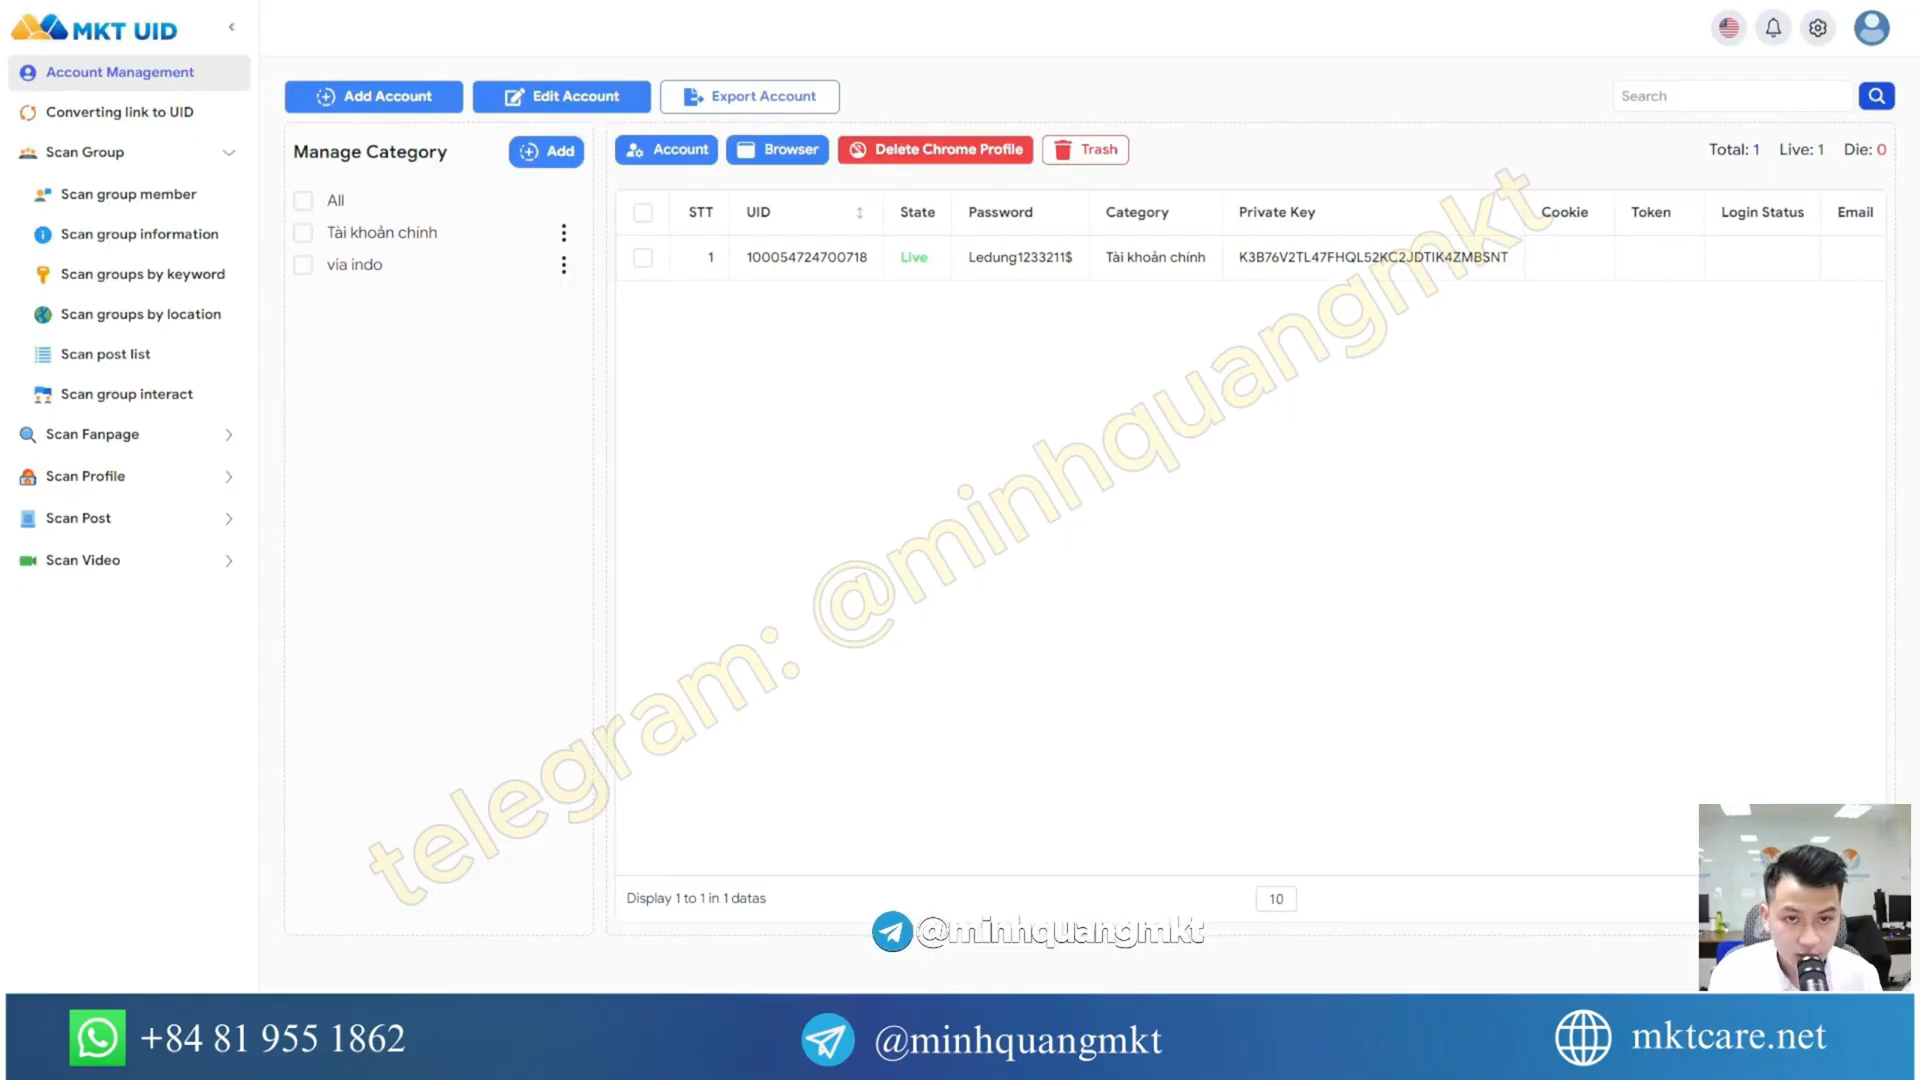 MKT UID
Account Management
Converting link to UID
Scan Group
Scan group member
Scan group information
Scan groups by keyword
Scan groups by location
Scan post list
Scan group interact
Scan Fanpage
Scan Profile
Scan Post
Scan Video
Add Account
Edit Account
Export Account
Search
Manage Category
Add
All
Tài khoản chính
via indo
Account
Browser
Delete Chrome Profile
Trash
Total: 1 Live: 1 Die: 0
STT UID State Password Category Private Key Cookie Token Login Status Email
1 100054724700718 Live Ledung1233211$ Tài khoản chính K3B76V2TL47FHQL52KC2JDTIK4ZMBSNT
telegram: @minhquangmkt
Display 1 to 1 in 1 datas
10
@minhquangmkt
+84 81 955 1862
@minhquangmkt
mktcare.net